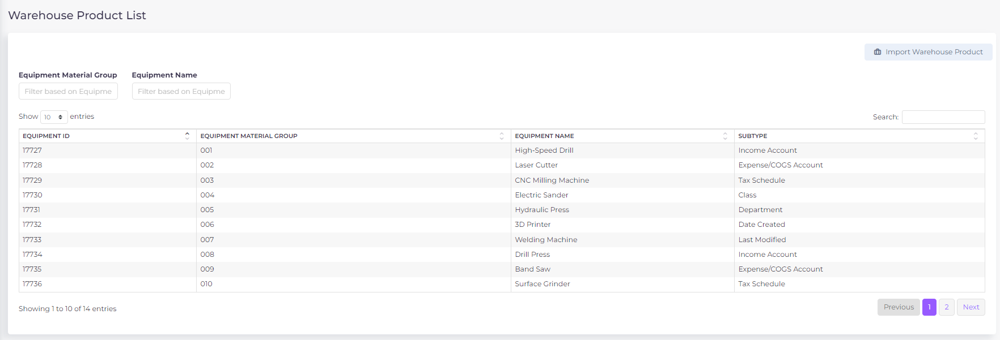 Warehouse Product List
Import Warehouse Product
Equipment Material Group Equipment Name
Filter based on Equipme Filter based on Equipme
Show 10 entries Search:
EQUIPMENT ID EQUIPMENT MATERIAL GROUP EQUIPMENT NAME SUBTYPE
17727 001 High-Speed Drill Income Account
17728 002 Laser Cutter Expense/COGS Account
17729 003 CNC Milling Machine Tax Schedule
17730 004 Electric Sander Class
17731 005 Hydraulic Press Department
17732 006 3D Printer Date Created
17733 007 Welding Machine Last Modified
17734 008 Drill Press Income Account
17735 009 Band Saw Expense/COGS Account
17736 010 Surface Grinder Tax Schedule
Showing 1 to 10 of 14 entries Previous 1 2 Next